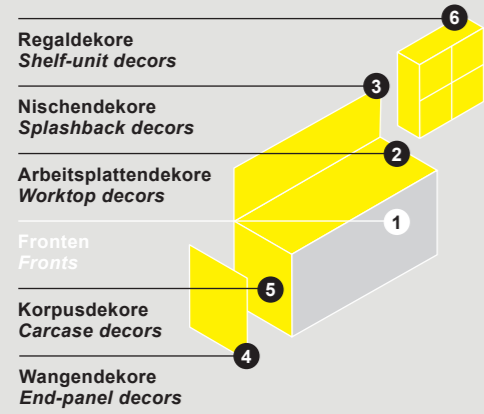 6
Regaldekore
Shelf-unit decors
3
Nischendekore
Splashback decors
2
Arbeitsplattendekore
Worktop decors
1
Fronten
Fronts
5
Korpusdekore
Carcase decors
4
Wangendekore
End-panel decors